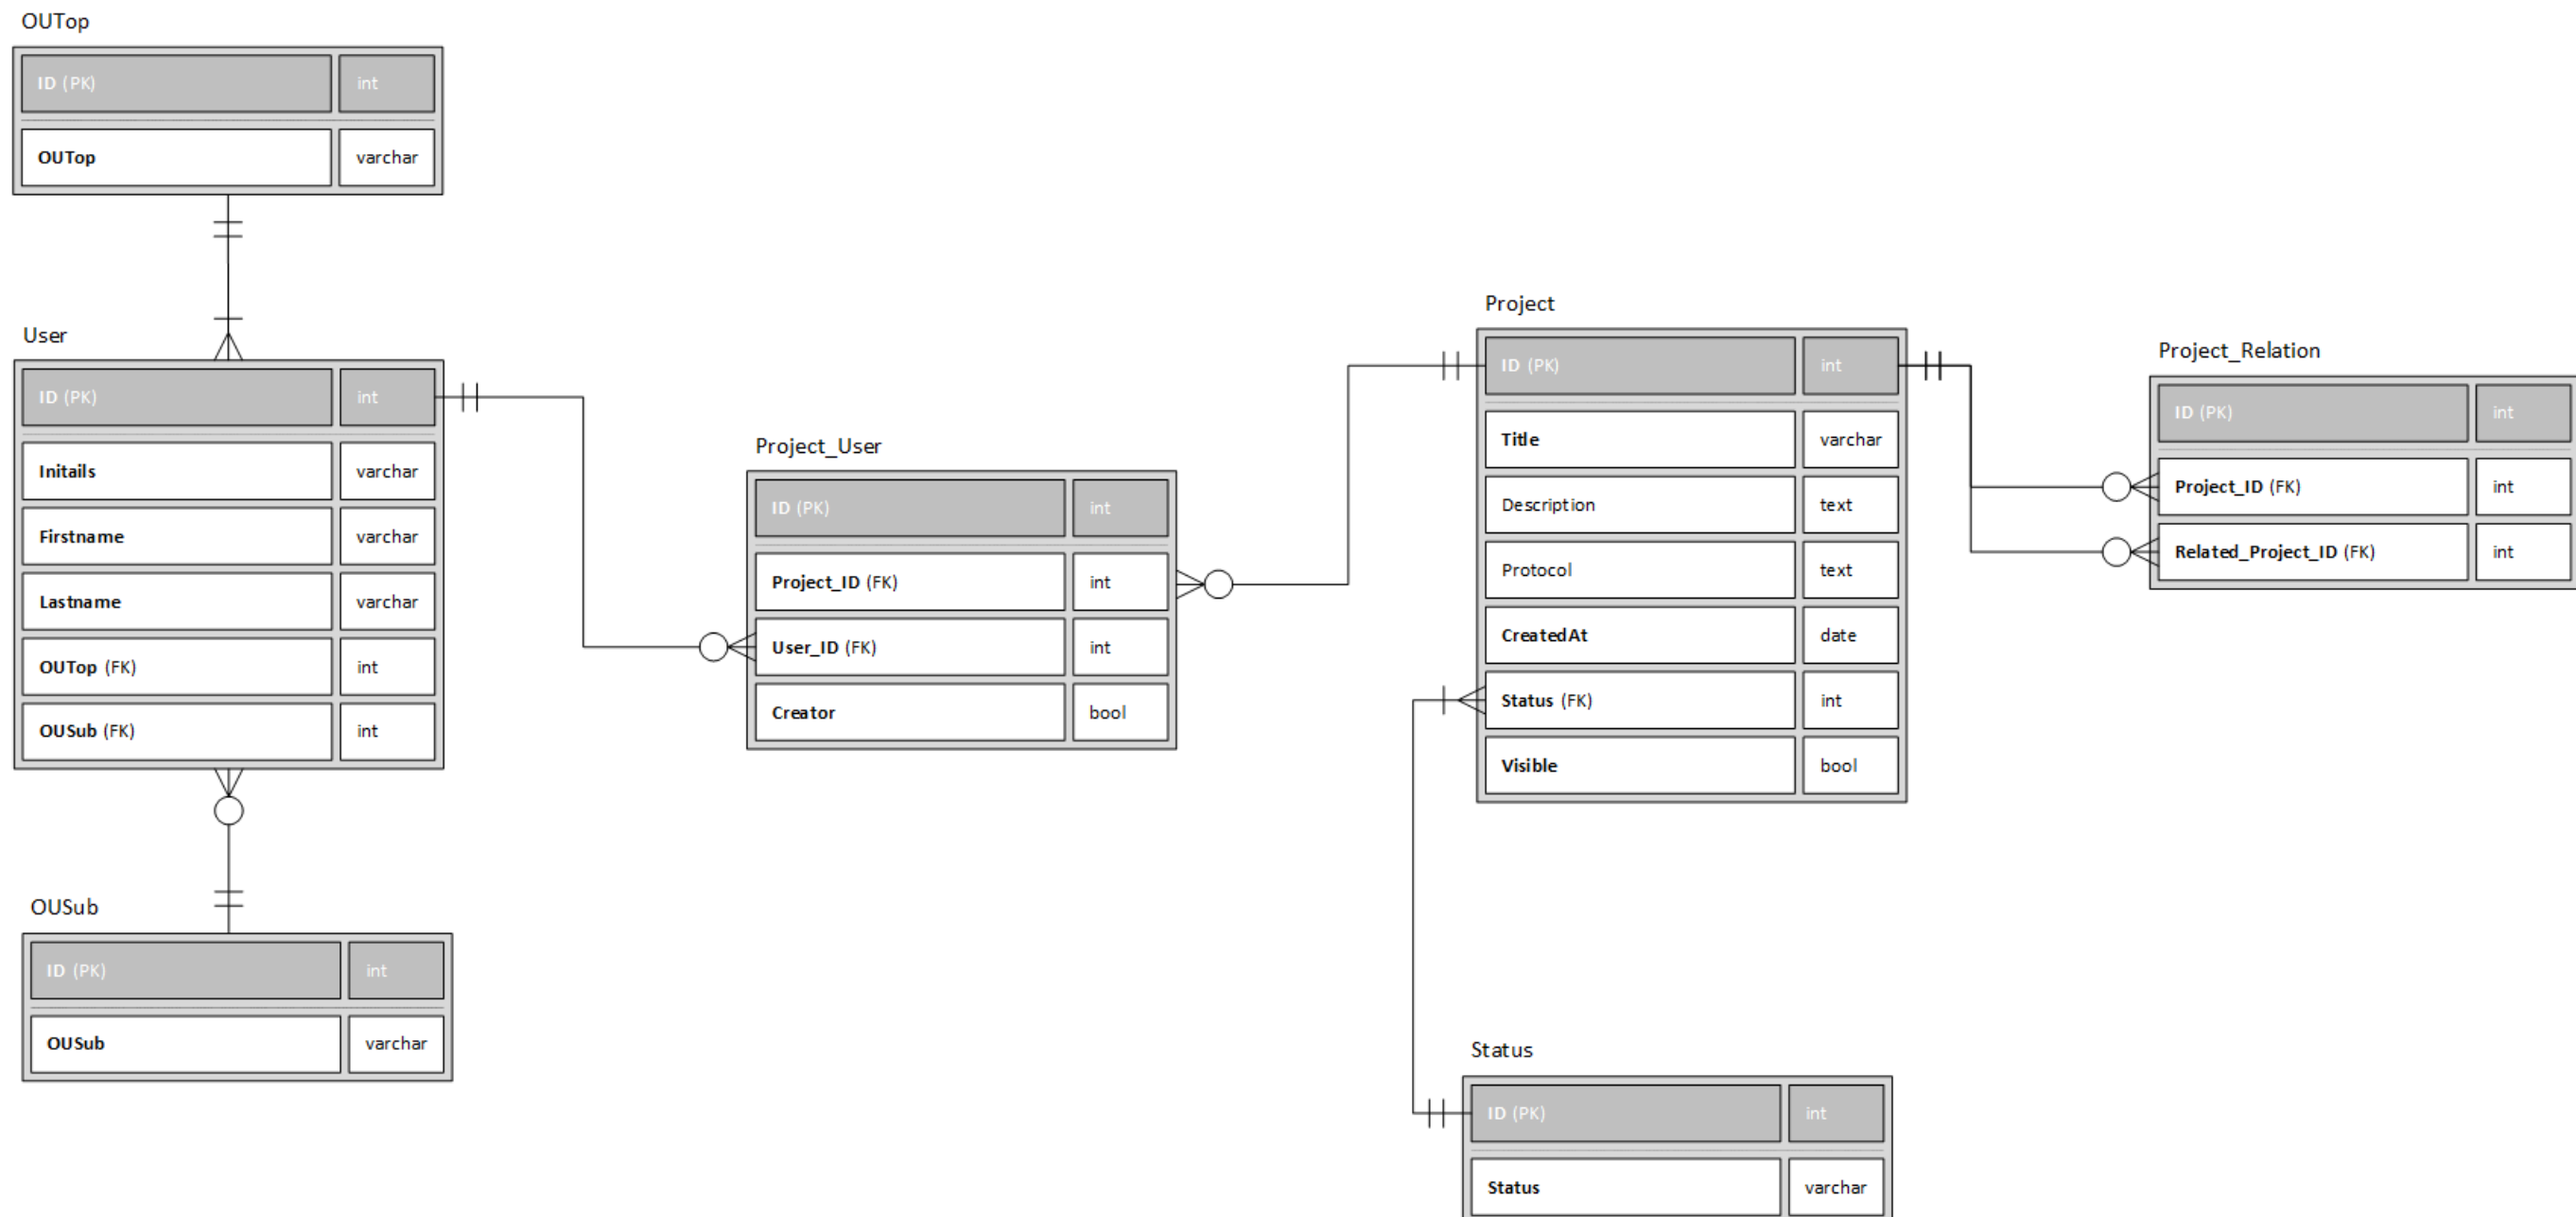 OUTop
ID (PK) int
OUTop varchar
User
ID (PK) int
Initails varchar
Firstname varchar
Lastname varchar
OUTop (FK) int
OUSub (FK) int
OUSub
ID (PK) int
OUSub varchar
Project_User
ID (PK) int
Project_ID (FK) int
User_ID (FK) int
Creator bool
Project
ID (PK) int
Title varchar
Description text
Protocol text
CreatedAt date
Status (FK) int
Visible bool
Project_Relation
ID (PK) int
Project_ID (FK) int
Related_Project_ID (FK) int
Status
ID (PK) int
Status varchar